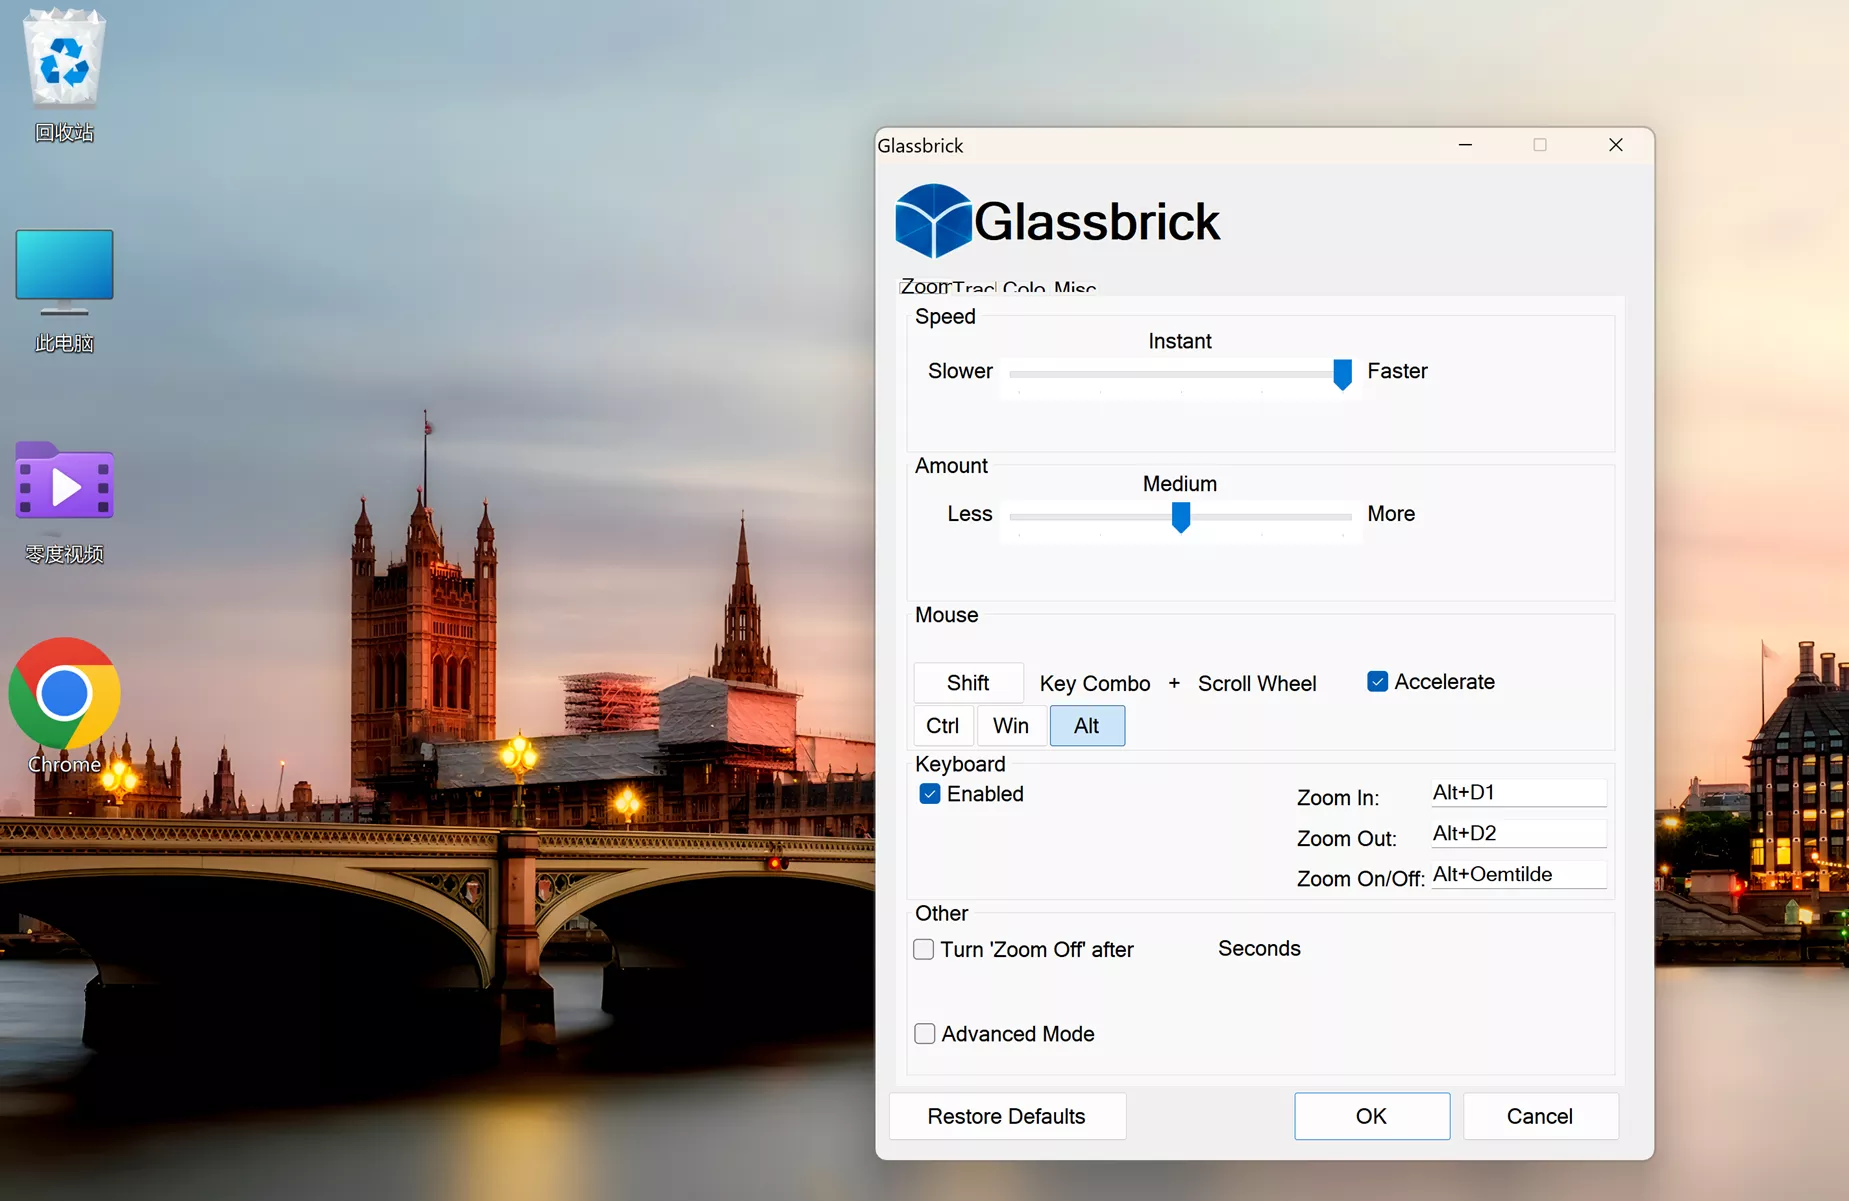 回收站
此电脑
零度视频
Chrome
Glassbrick
Glassbrick
Zoom Trac Colo Misc
Speed
Instant
Slower Faster
Amount
Medium
Less More
Mouse
Shift Key Combo + Scroll Wheel Accelerate
Ctrl Win Alt
Keyboard
Enabled
Zoom In: Alt+D1
Zoom Out: Alt+D2
Zoom On/Off: Alt+Oemtilde
Other
Turn 'Zoom Off' after Seconds
Advanced Mode
Restore Defaults OK Cancel